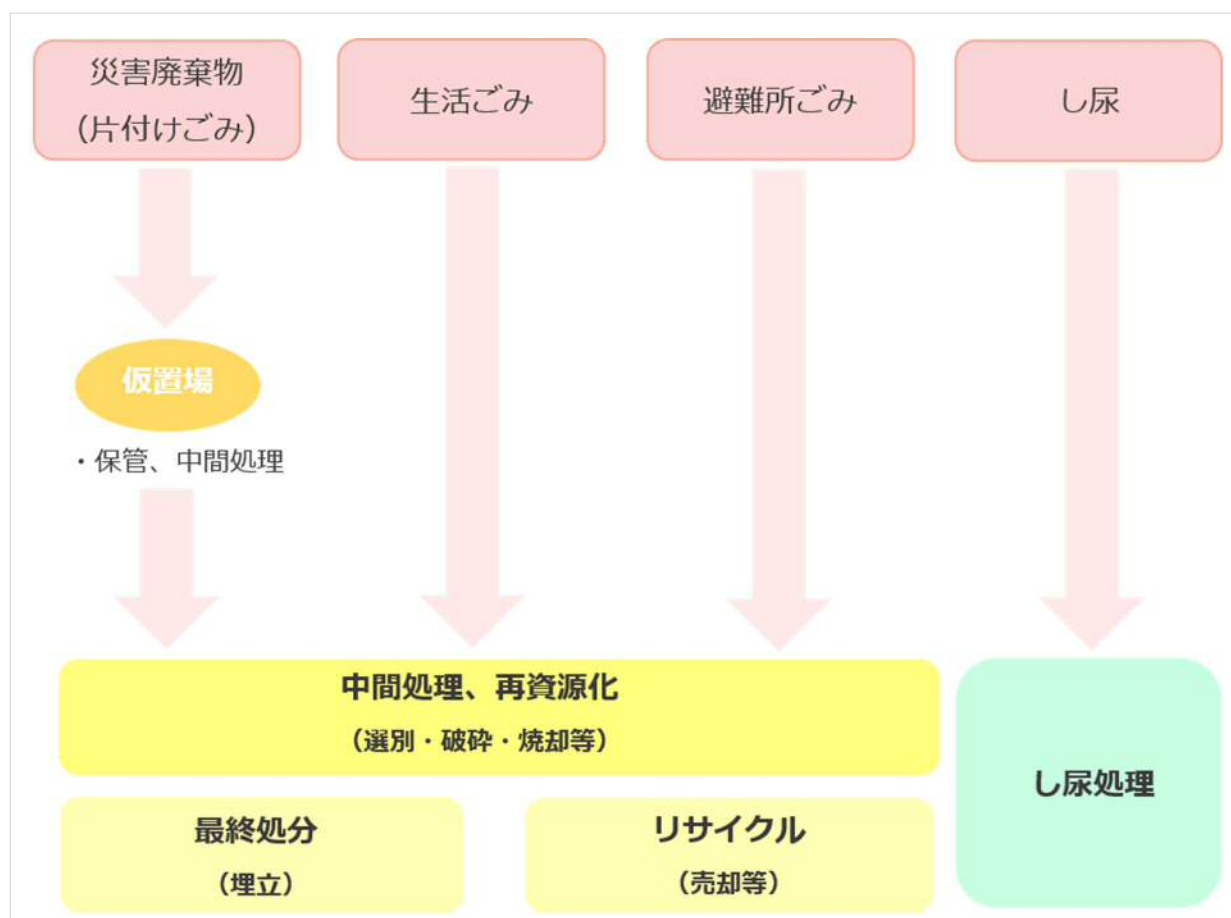 災害廃棄物
（片付けごみ）
生活ごみ
避難所ごみ
し尿
仮置場
・保管、中間処理
中間処理、再資源化
（選別・破砕・焼却等）
し尿処理
最終処分
（埋立）
リサイクル
（売却等）